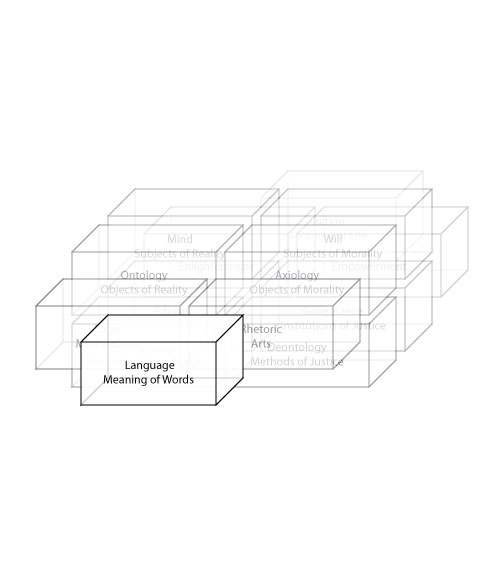 Mind
Subjects of Reality
Will
Subjects of Morality
Empowerment
Ontology
Objects of Reality
Axiology
Objects of Morality
Institutions of Justice
Rhetoric
Arts
Deontology
Methods of Justice
Language
Meaning of Words